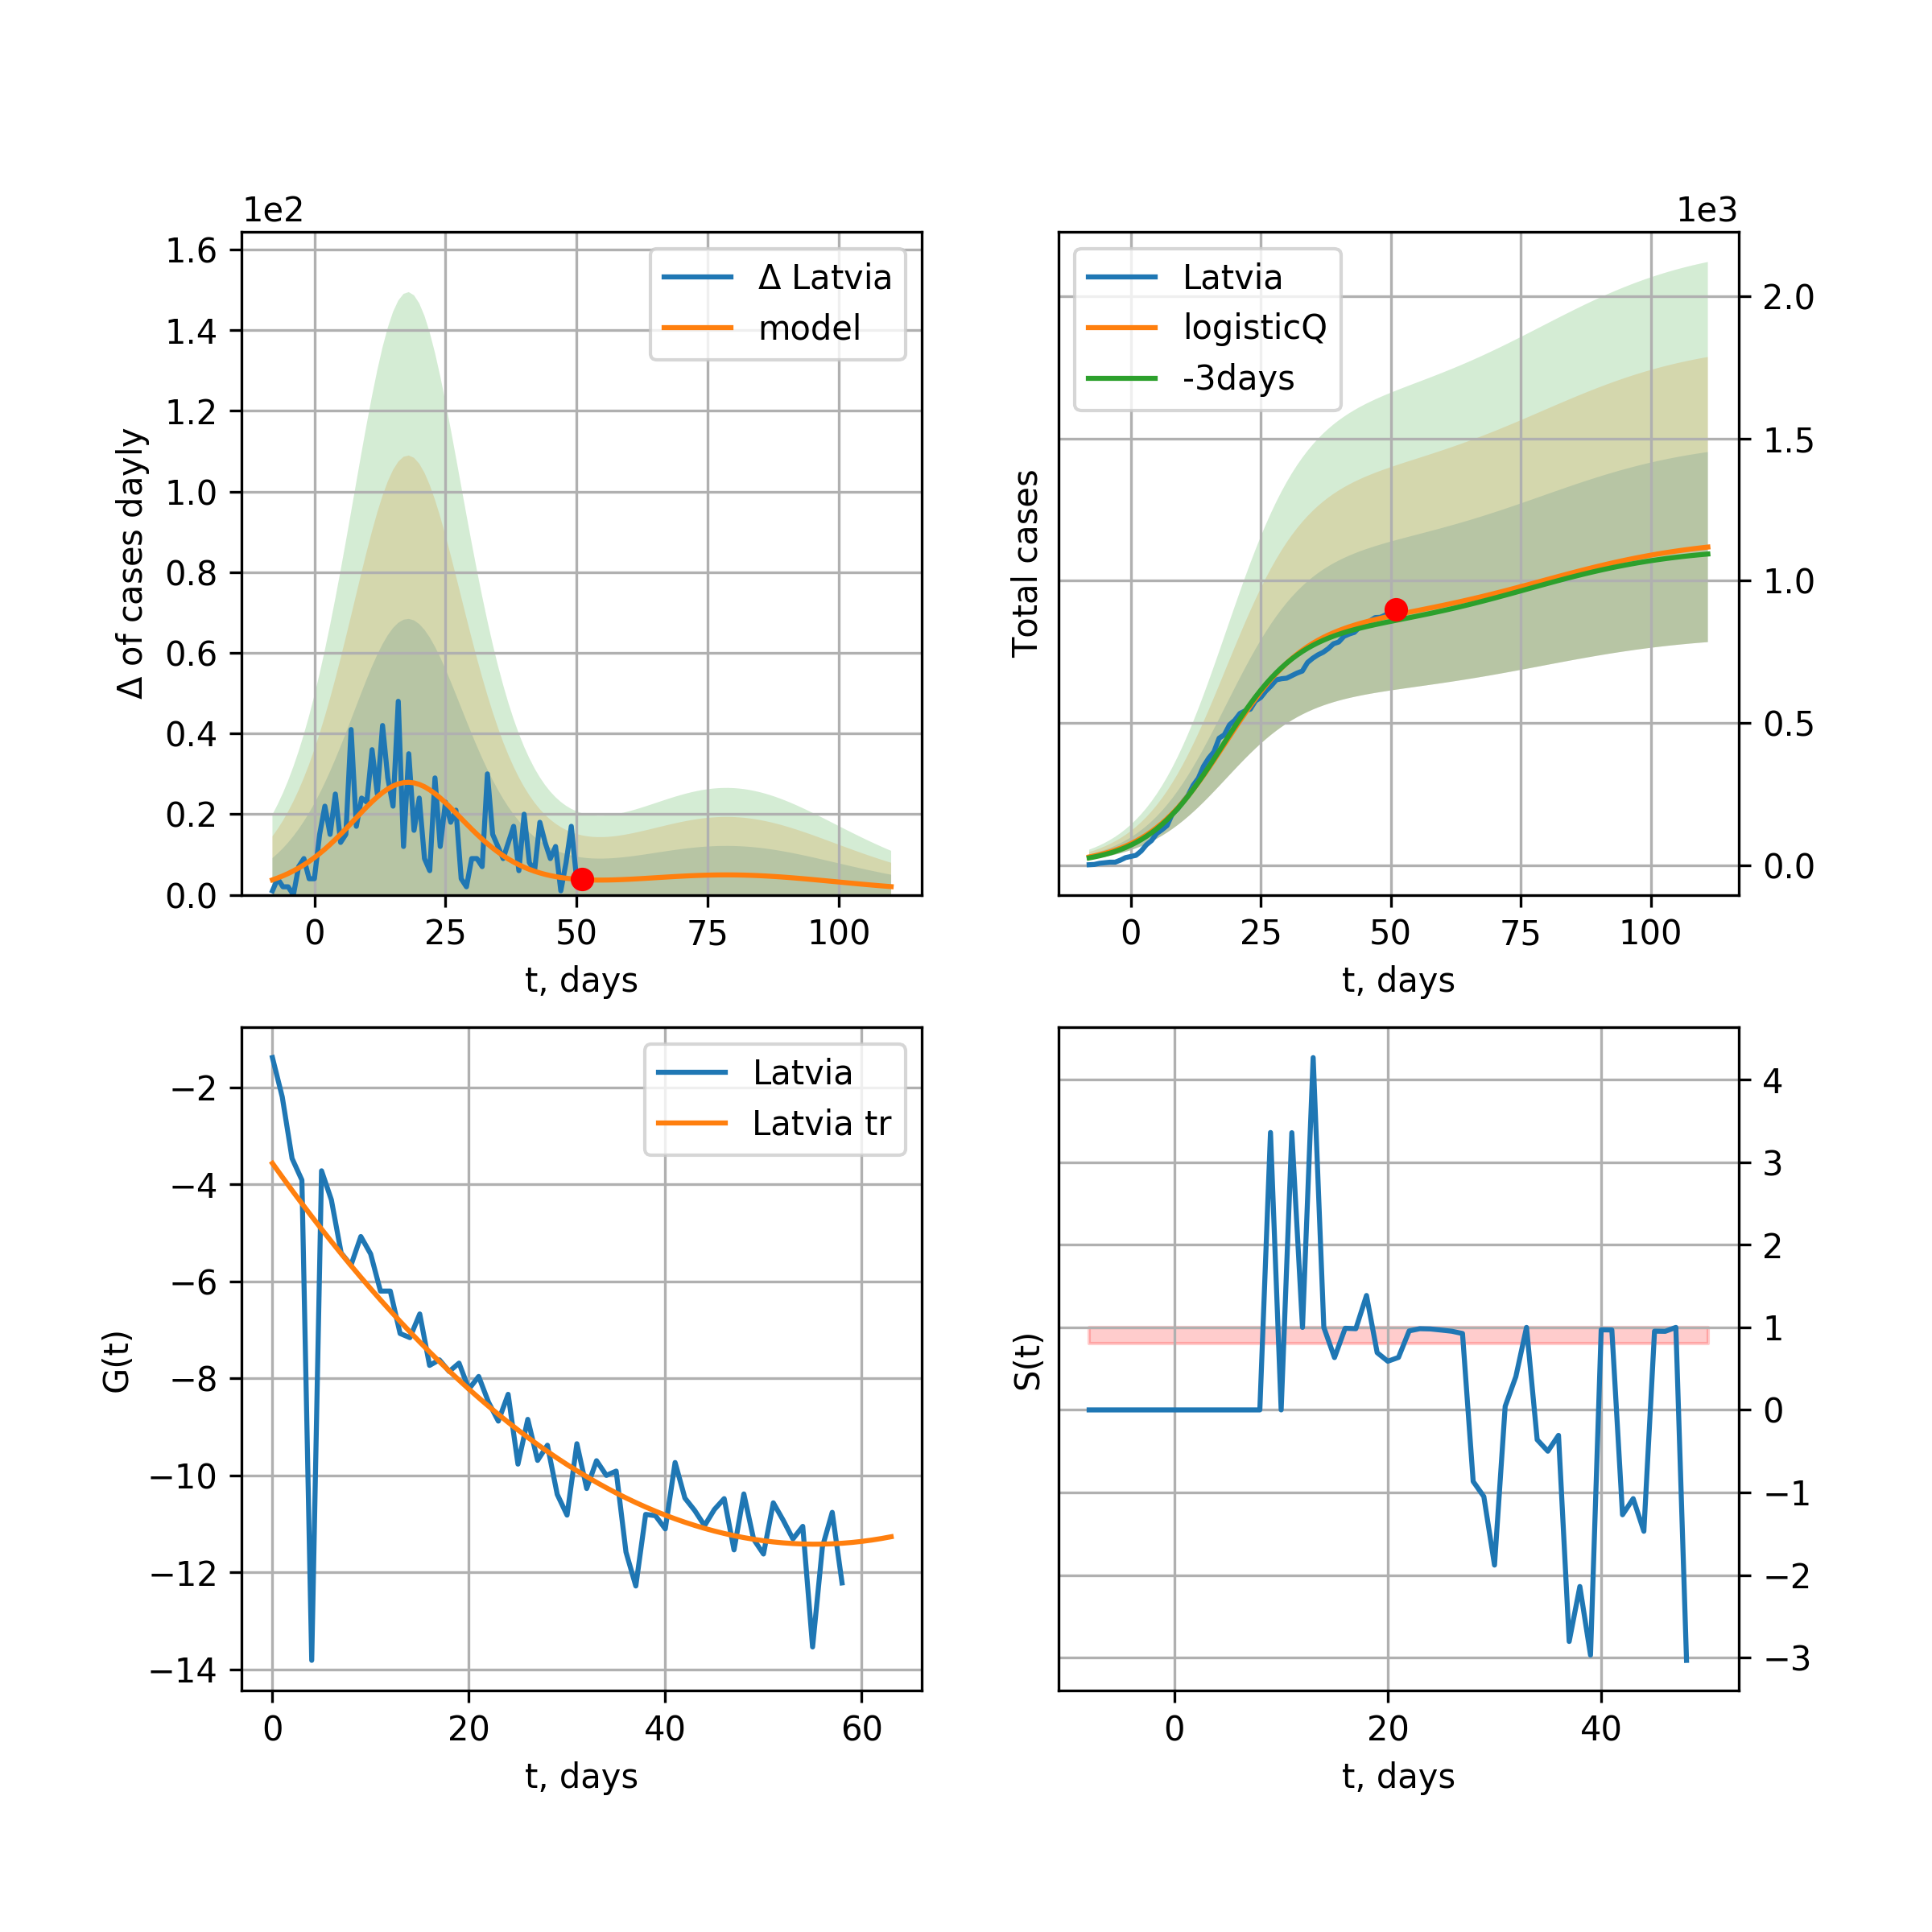 1e2
1.6
1.4
1.2
1.0
0.8
0.6
0.4
0.2
0.0
Δ of cases dayly
Δ Latvia
model
0 25 50 75 100
t, days
1e3
Total cases
Latvia
logisticQ
-3days
2.0
1.5
1.0
0.5
0.0
0 25 50 75 100
t, days
G(t)
−2
−4
−6
−8
−10
−12
−14
Latvia
Latvia tr
0 20 40 60
t, days
S(t)
4
3
2
1
0
−1
−2
−3
0 20 40
t, days